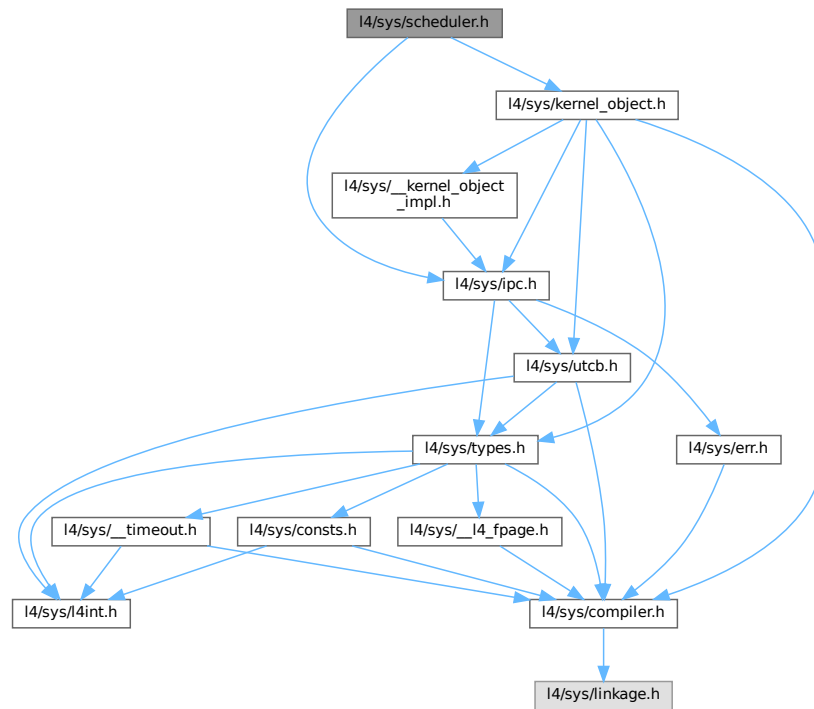 l4/sys/scheduler.h
l4/sys/kernel_object.h
l4/sys/__kernel_object
_impl.h
l4/sys/ipc.h
l4/sys/utcb.h
l4/sys/types.h
l4/sys/err.h
l4/sys/__timeout.h
l4/sys/consts.h
l4/sys/__l4_fpage.h
l4/sys/l4int.h
l4/sys/compiler.h
l4/sys/linkage.h